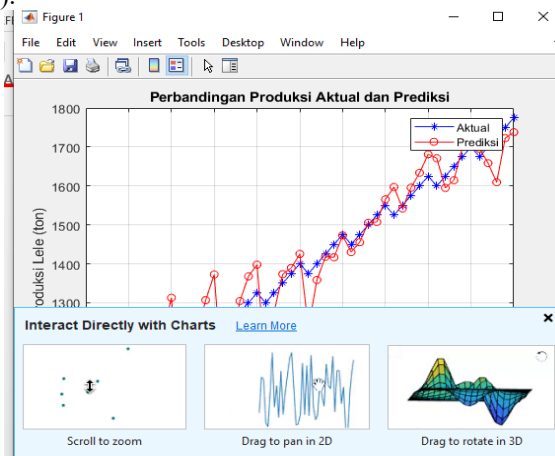 ).
Figure 1
File Edit View Insert Tools Desktop Window Help
A
Perbandingan Produksi Aktual dan Prediksi
1800
Aktual
Prediksi
1700
1600
1500
1400
1300
oduksi Lele (ton)
Interact Directly with Charts Learn More
Scroll to zoom Drag to pan in 2D Drag to rotate in 3D